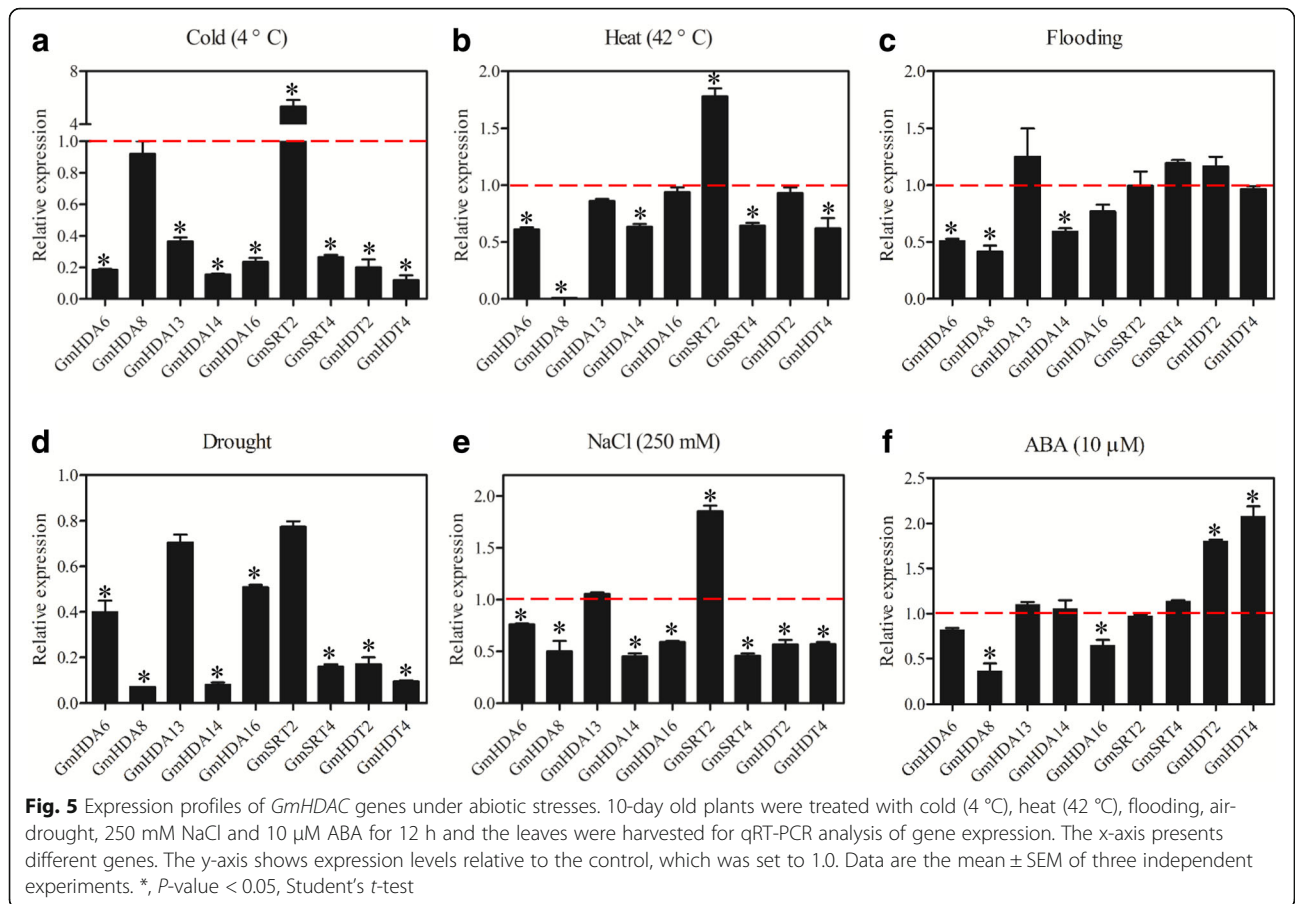 a
Cold (4 ° C)
Relative expression
8
4
1.0
0.8
0.6
0.4
0.2
0.0
*
*
*
*
*
*
*
*
GmHDA6
GmHDA8
GmHDA13
GmHDA14
GmHDA16
GmSRT2
GmSRT4
GmHDT2
GmHDT4
b
Heat (42 ° C)
Relative expression
2.0
1.5
1.0
0.5
0.0
*
*
*
*
*
*
GmHDA6
GmHDA8
GmHDA13
GmHDA14
GmHDA16
GmSRT2
GmSRT4
GmHDT2
GmHDT4
c
Flooding
Relative expression
2.0
1.5
1.0
0.5
0.0
*
*
*
GmHDA6
GmHDA8
GmHDA13
GmHDA14
GmHDA16
GmSRT2
GmSRT4
GmHDT2
GmHDT4
d
Drought
Relative expression
1.0
0.8
0.6
0.4
0.2
0.0
*
*
*
*
*
*
*
GmHDA6
GmHDA8
GmHDA13
GmHDA14
GmHDA16
GmSRT2
GmSRT4
GmHDT2
GmHDT4
e
NaCl (250 mM)
Relative expression
2.0
1.5
1.0
0.5
0.0
*
*
*
*
*
*
*
*
GmHDA6
GmHDA8
GmHDA13
GmHDA14
GmHDA16
GmSRT2
GmSRT4
GmHDT2
GmHDT4
f
ABA (10 μM)
Relative expression
2.5
2.0
1.5
1.0
0.5
0.0
*
*
*
*
GmHDA6
GmHDA8
GmHDA13
GmHDA14
GmHDA16
GmSRT2
GmSRT4
GmHDT2
GmHDT4
Fig. 5 Expression profiles of GmHDAC genes under abiotic stresses. 10-day old plants were treated with cold (4 °C), heat (42 °C), flooding, air-
drought, 250 mM NaCl and 10 μM ABA for 12 h and the leaves were harvested for qRT-PCR analysis of gene expression. The x-axis presents
different genes. The y-axis shows expression levels relative to the control, which was set to 1.0. Data are the mean ± SEM of three independent
experiments. *, P-value < 0.05, Student's t-test